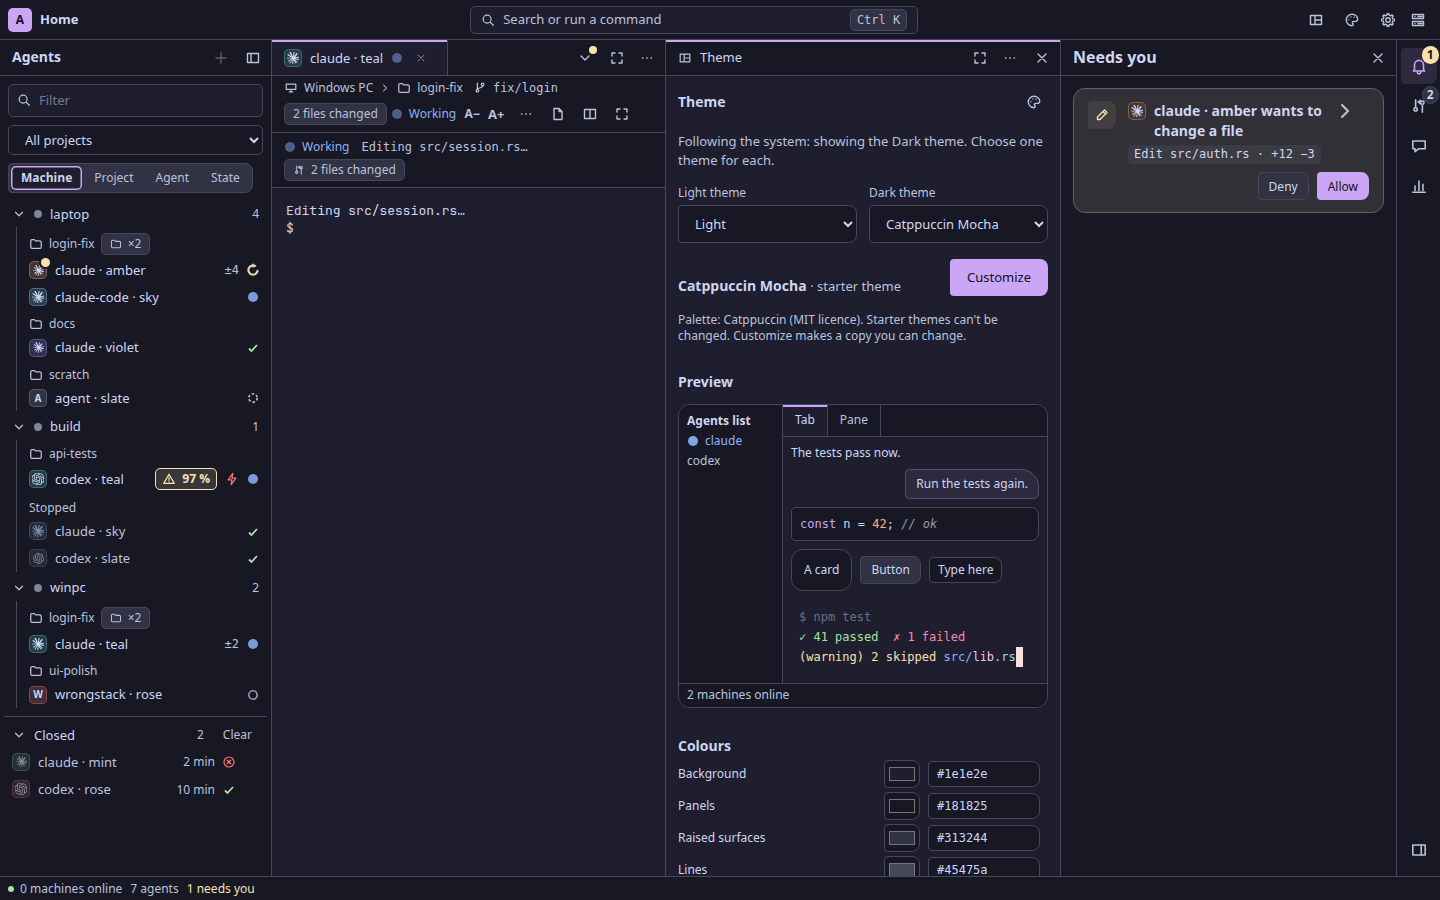 A Home
Search or run a command Ctrl K
Agents
Filter
All projects
Machine Project Agent State
laptop 4
login-fix ×2
claude · amber ±4
claude-code · sky
docs
claude · violet
scratch
A agent · slate
build 1
api-tests
codex · teal 97 %
Stopped
claude · sky
codex · slate
winpc 2
login-fix ×2
claude · teal ±2
ui-polish
W wrongstack · rose
Closed 2 Clear
claude · mint 2 min
codex · rose 10 min
claude · teal
Windows PC login-fix fix/login
2 files changed Working A− A+
Working Editing src/session.rs…
2 files changed
Editing src/session.rs…
$
Theme
Theme
Following the system: showing the Dark theme. Choose one
theme for each.
Light theme Dark theme
Light Catppuccin Mocha
Catppuccin Mocha · starter theme Customize
Palette: Catppuccin (MIT licence). Starter themes can't be
changed. Customize makes a copy you can change.
Preview
Agents list
claude
codex
Tab Pane
The tests pass now.
Run the tests again.
const n = 42; // ok
A card Button Type here
$ npm test
✓ 41 passed ✗ 1 failed
(warning) 2 skipped src/lib.rs
2 machines online
Colours
Background #1e1e2e
Panels #181825
Raised surfaces #313244
Lines #45475a
Needs you
claude · amber wants to
change a file
Edit src/auth.rs · +12 −3
Deny Allow
1
2
0 machines online 7 agents 1 needs you